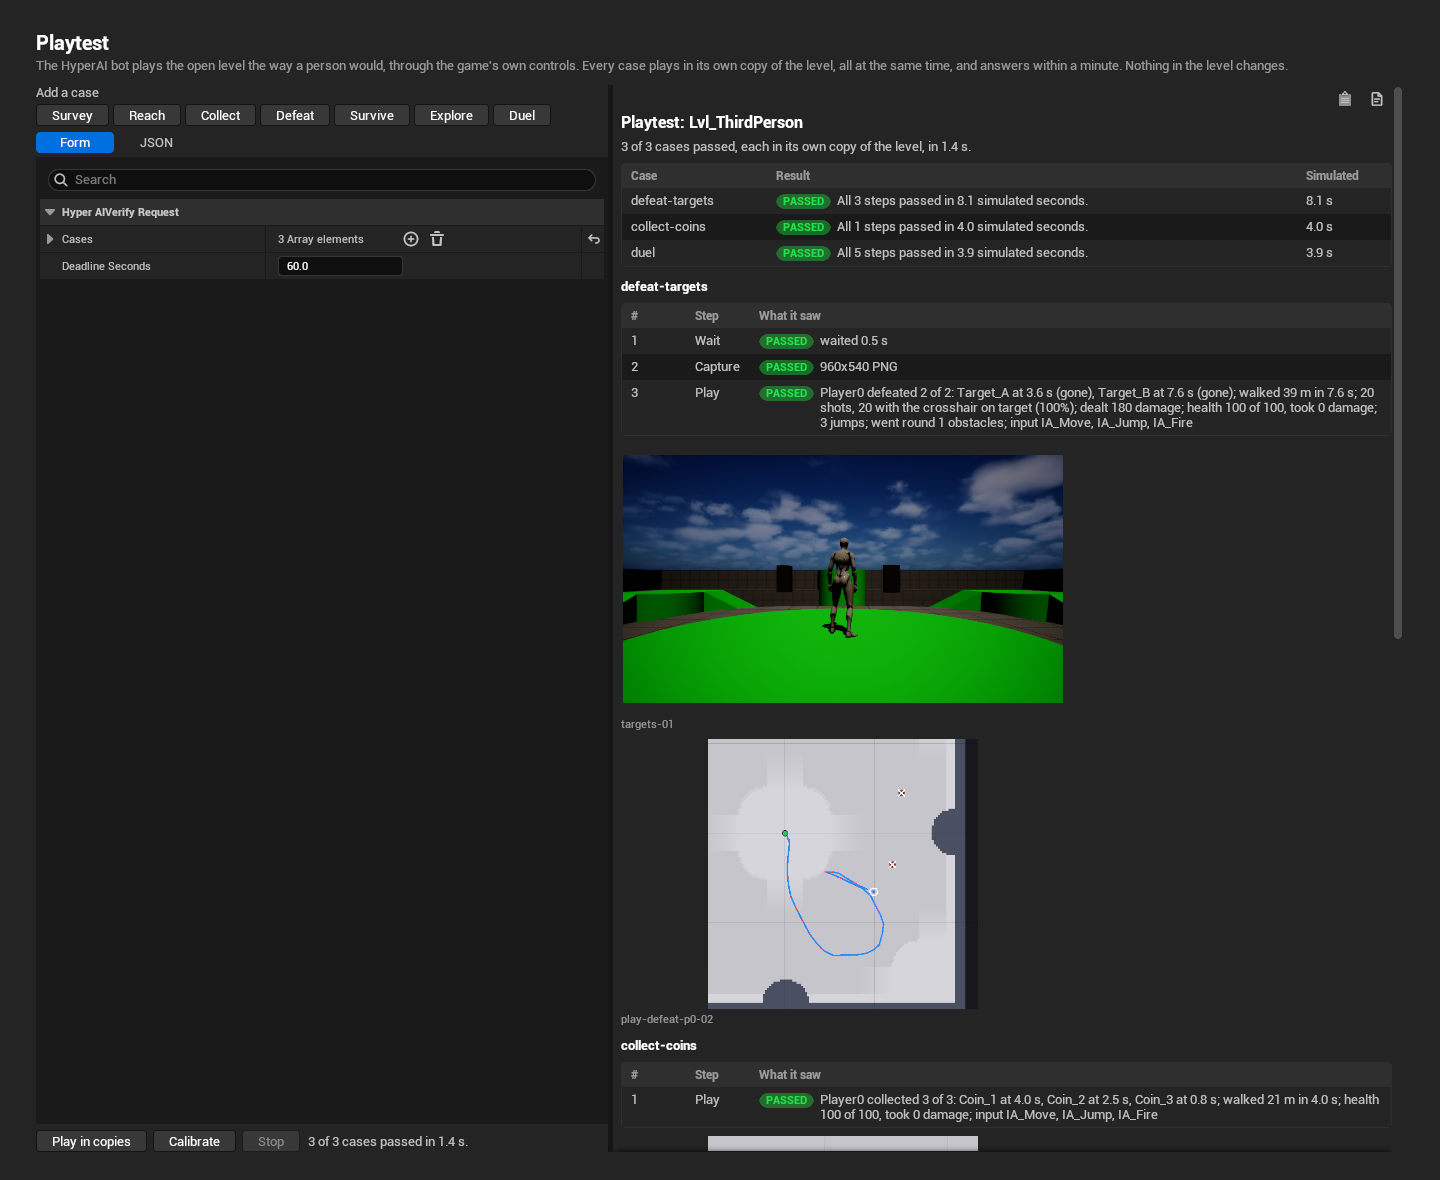 Playtest
The HyperAI bot plays the open level the way a person would, through the game's own controls. Every case plays in its own copy of the level, all at the same time, and answers within a minute. Nothing in the level changes.
Add a case
Survey Reach Collect Defeat Survive Explore Duel
Form JSON
Search
Hyper AIVerify Request
Cases 3 Array elements
Deadline Seconds 60.0
Play in copies Calibrate Stop 3 of 3 cases passed in 1.4 s.
Playtest: Lvl_ThirdPerson
3 of 3 cases passed, each in its own copy of the level, in 1.4 s.
Case Result Simulated
defeat-targets PASSED All 3 steps passed in 8.1 simulated seconds. 8.1 s
collect-coins PASSED All 1 steps passed in 4.0 simulated seconds. 4.0 s
duel PASSED All 5 steps passed in 3.9 simulated seconds. 3.9 s
defeat-targets
# Step What it saw
1 Wait PASSED waited 0.5 s
2 Capture PASSED 960x540 PNG
3 Play PASSED Player0 defeated 2 of 2: Target_A at 3.6 s (gone), Target_B at 7.6 s (gone); walked 39 m in 7.6 s; 20
shots, 20 with the crosshair on target (100%); dealt 180 damage; health 100 of 100, took 0 damage;
3 jumps; went round 1 obstacles; input IA_Move, IA_Jump, IA_Fire
targets-01
play-defeat-p0-02
collect-coins
# Step What it saw
1 Play PASSED Player0 collected 3 of 3: Coin_1 at 4.0 s, Coin_2 at 2.5 s, Coin_3 at 0.8 s; walked 21 m in 4.0 s; health
100 of 100, took 0 damage; input IA_Move, IA_Jump, IA_Fire